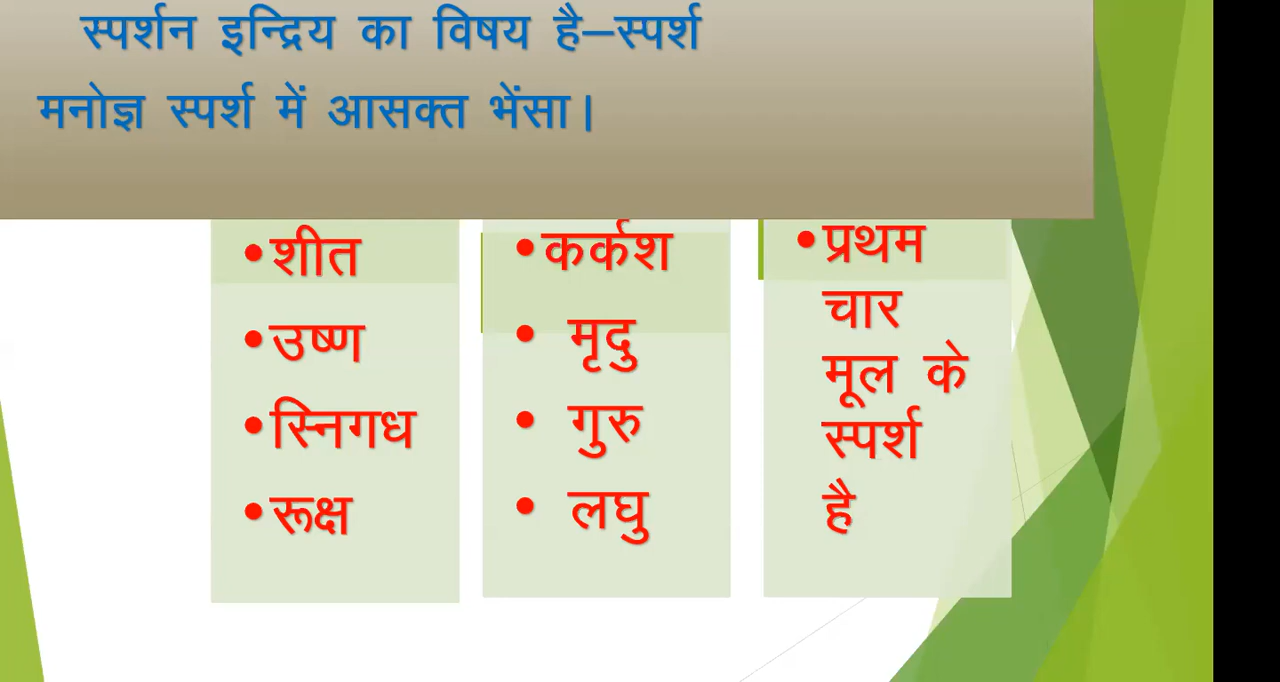 स्पर्शन इन्द्रिय का विषय है–स्पर्श
मनोज्ञ स्पर्श में आसक्त भेंसा।
•शीत
•उष्ण
•स्निगध
•रूक्ष
•कर्कश
• मृदु
• गुरु
• लघु
•प्रथम
चार
मूल के
स्पर्श
है